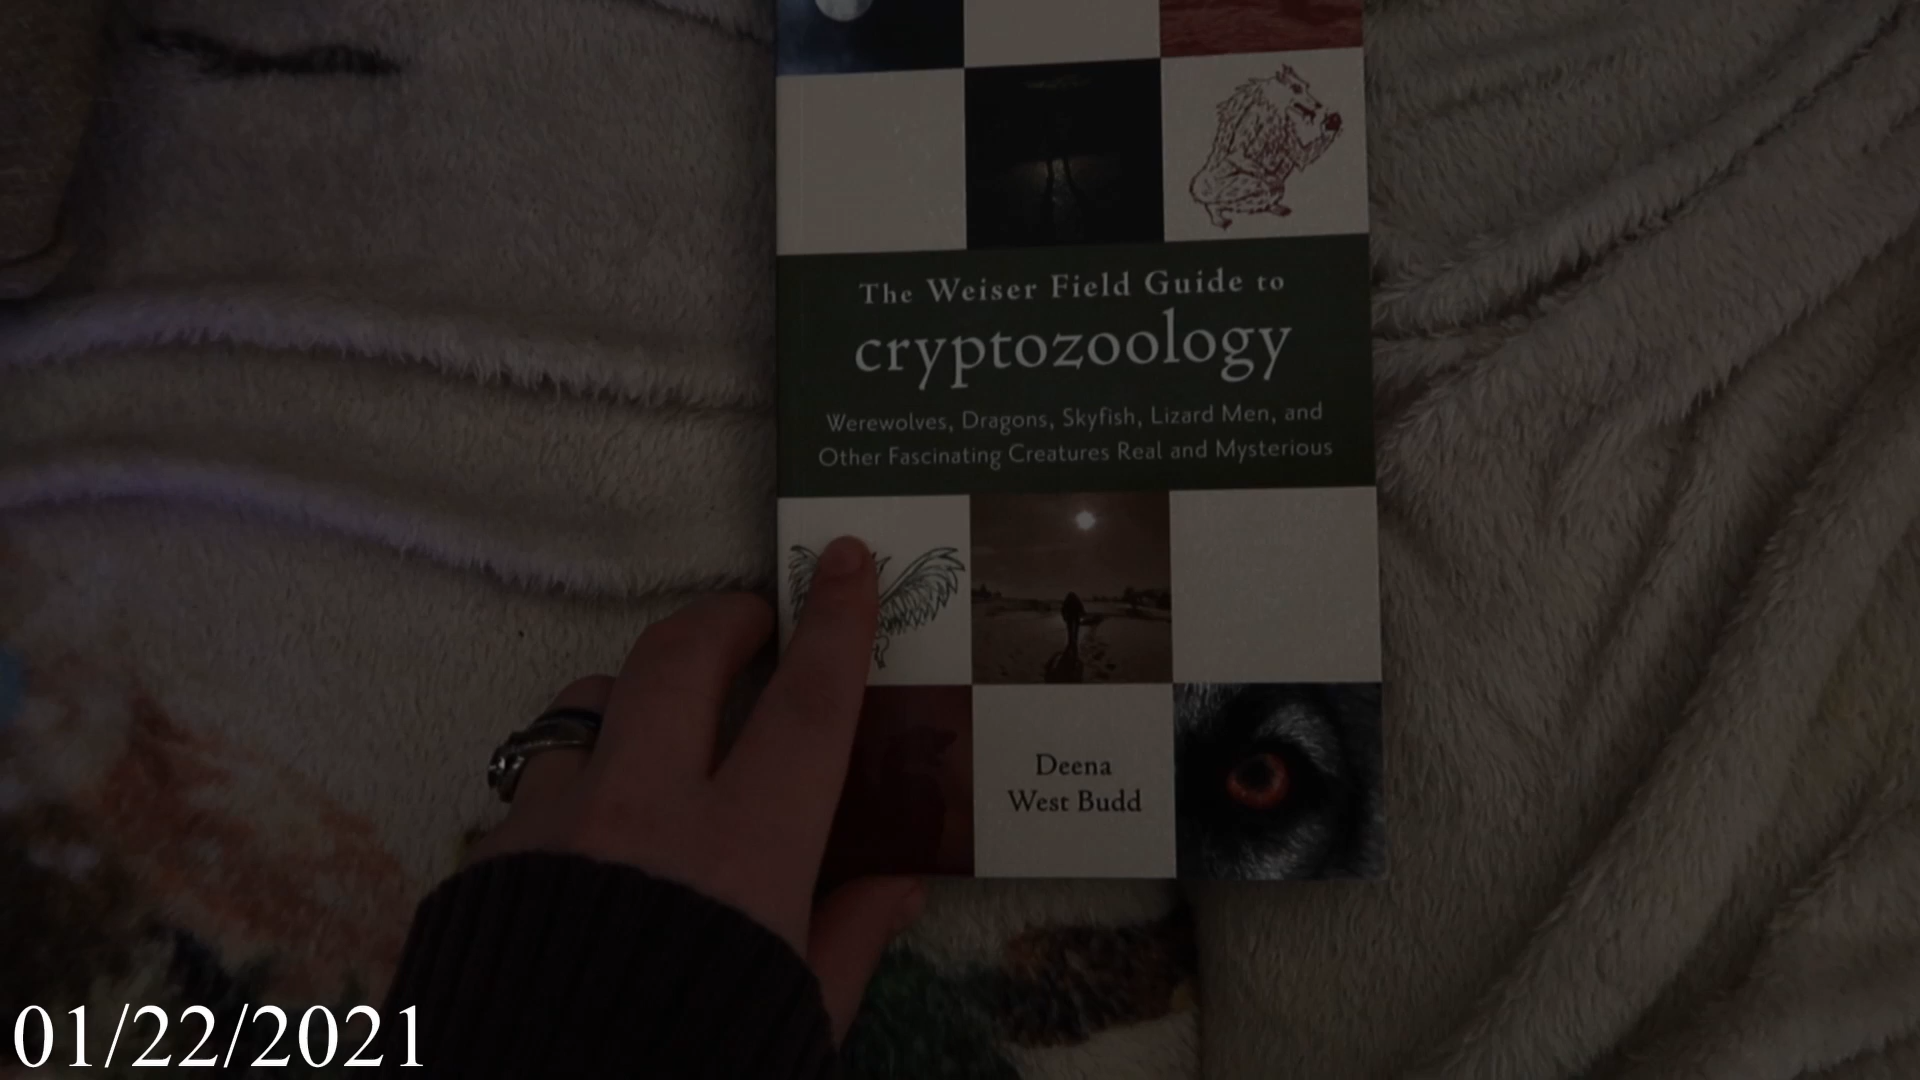 The Weiser Field Guide to
cryptozoology
Werewolves, Dragons, Skyfish, Lizard Men, and
Other Fascinating Creatures Real and Mysterious
Deena
West Budd
01/22/2021